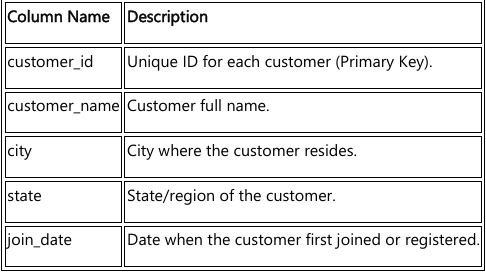 Column Name Description
customer_id Unique ID for each customer (Primary Key).
customer_name Customer full name.
city City where the customer resides.
state State/region of the customer.
join_date Date when the customer first joined or registered.